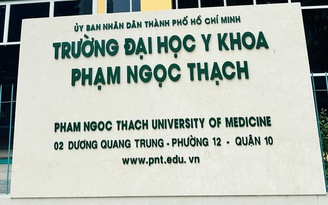 ỦY BAN NHÂN DÂN THÀNH PHỐ HỒ CHÍ MINH
TRƯỜNG ĐẠI HỌC Y KHOA
PHẠM NGỌC THẠCH
PHAM NGOC THACH UNIVERSITY OF MEDICINE
02 DƯƠNG QUANG TRUNG - PHƯỜNG 12 - QUẬN 10
www.pnt.edu.vn